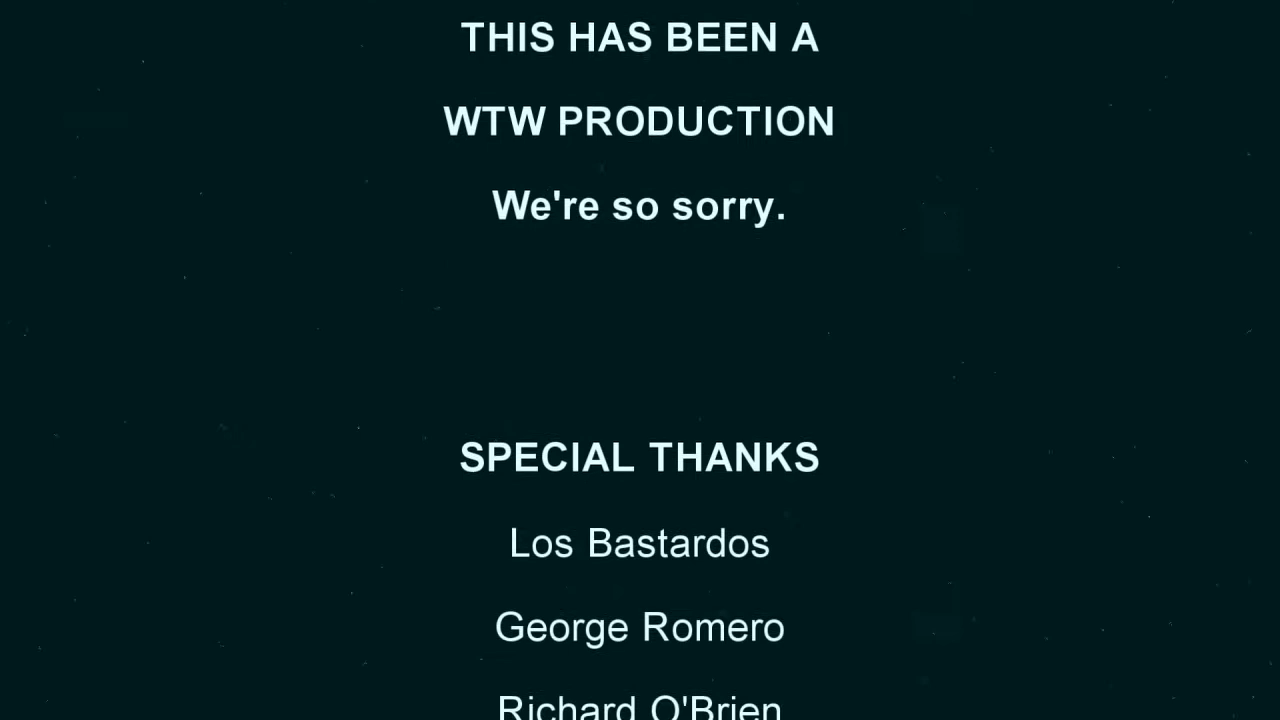 THIS HAS BEEN A
WTW PRODUCTION
We're so sorry.
SPECIAL THANKS
Los Bastardos
George Romero
Richard O'Brien